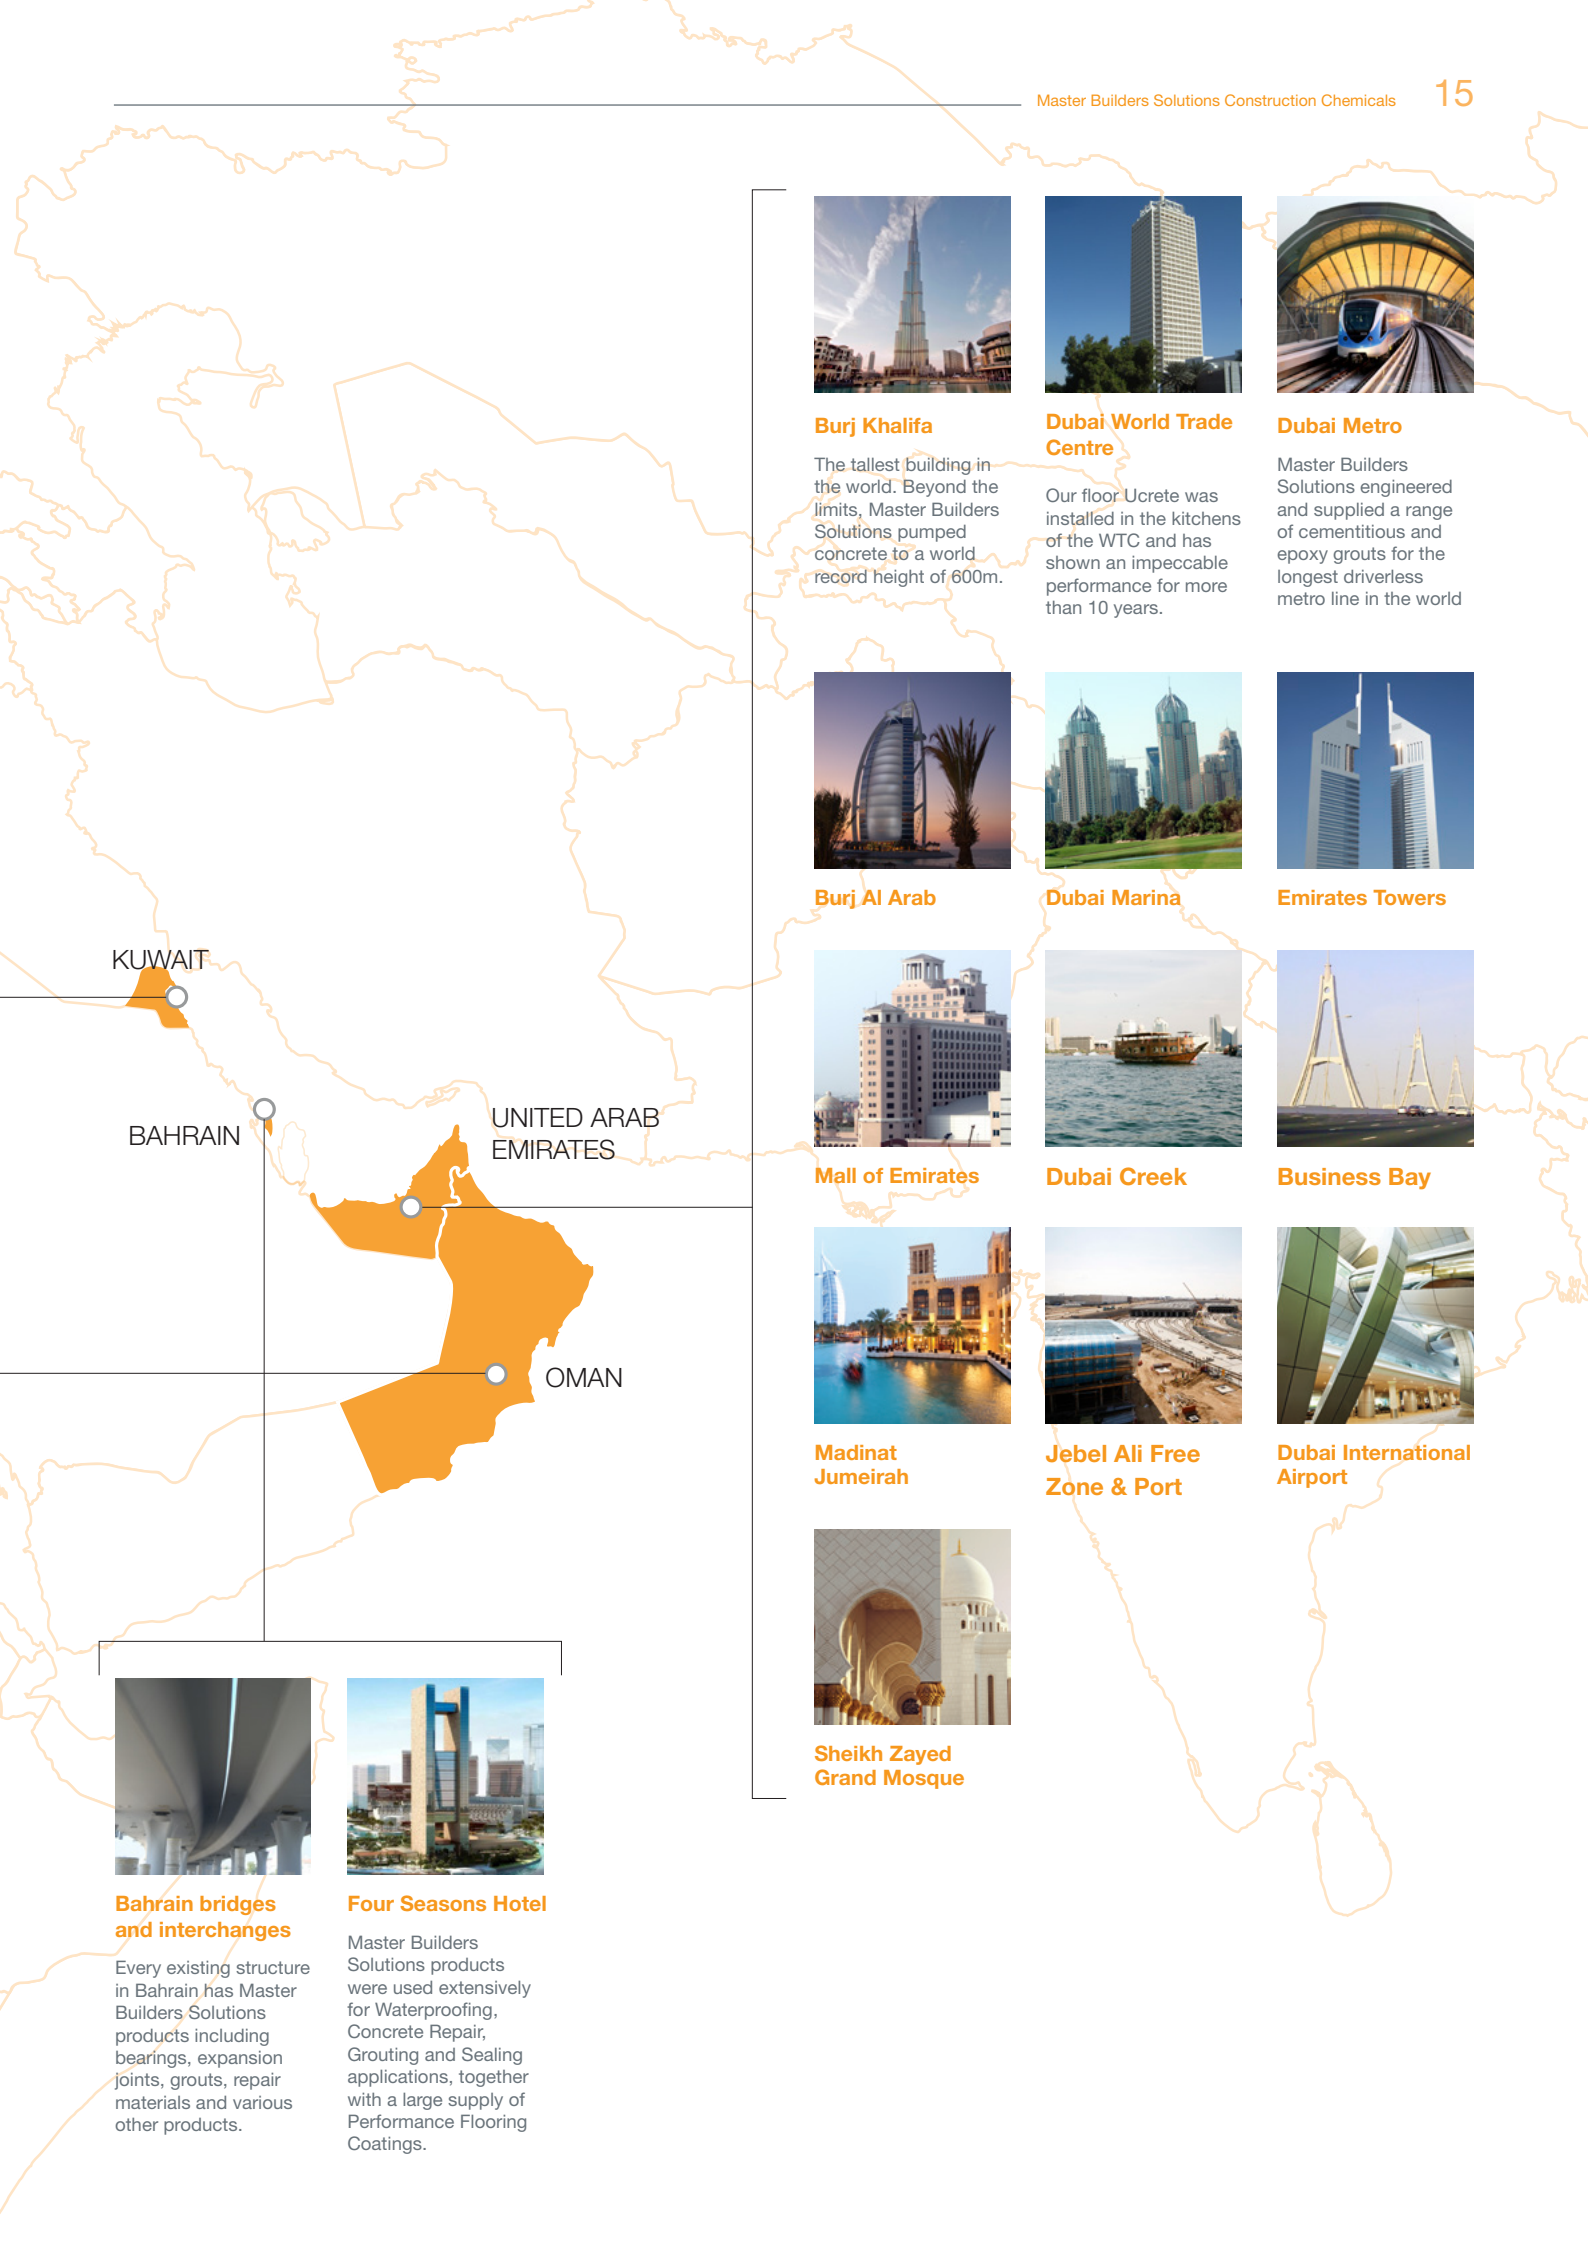 Master Builders Solutions Construction Chemicals 15
Burj Khalifa
The tallest building in
the world. Beyond the
limits, Master Builders
Solutions pumped
concrete to a world
record height of 600m.
Dubai World Trade
Centre
Our floor Ucrete was
installed in the kitchens
of the WTC and has
shown an impeccable
performance for more
than 10 years.
Dubai Metro
Master Builders
Solutions engineered
and supplied a range
of cementitious and
epoxy grouts for the
longest driverless
metro line in the world
Burj Al Arab
Dubai Marina
Emirates Towers
KUWAIT
BAHRAIN
UNITED ARAB
EMIRATES
OMAN
Mall of Emirates
Dubai Creek
Business Bay
Madinat
Jumeirah
Jebel Ali Free
Zone & Port
Dubai International
Airport
Sheikh Zayed
Grand Mosque
Bahrain bridges
and interchanges
Every existing structure
in Bahrain has Master
Builders Solutions
products including
bearings, expansion
joints, grouts, repair
materials and various
other products.
Four Seasons Hotel
Master Builders
Solutions products
were used extensively
for Waterproofing,
Concrete Repair,
Grouting and Sealing
applications, together
with a large supply of
Performance Flooring
Coatings.